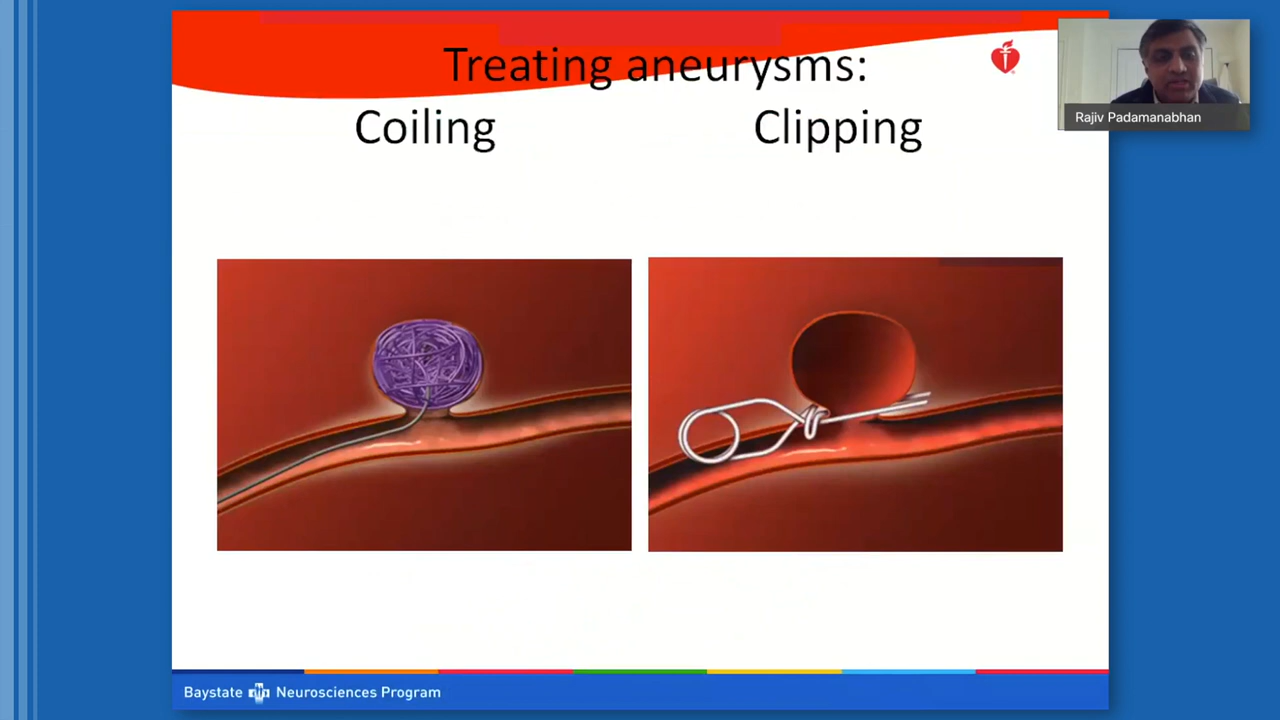 Treating aneurysms:
Coiling Clipping
Rajiv Padamanabhan
Baystate Neurosciences Program